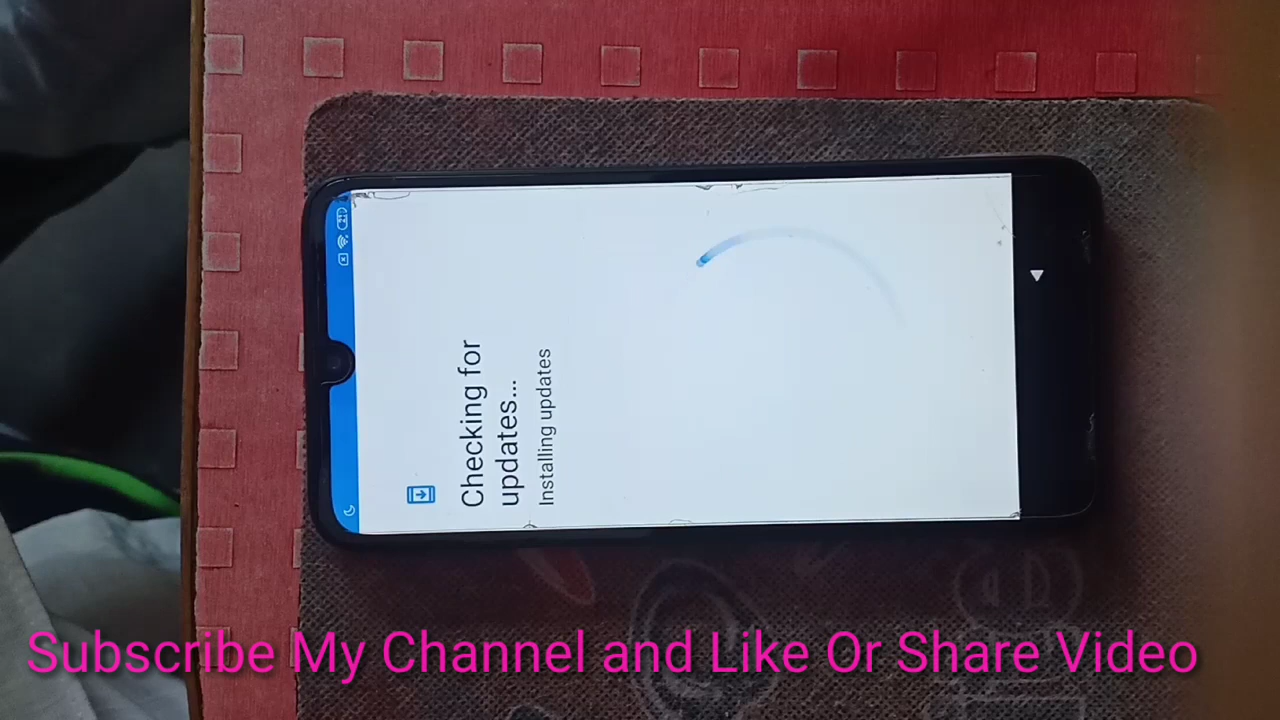 Checking for
updates...
Installing updates
Subscribe My Channel and Like Or Share Video